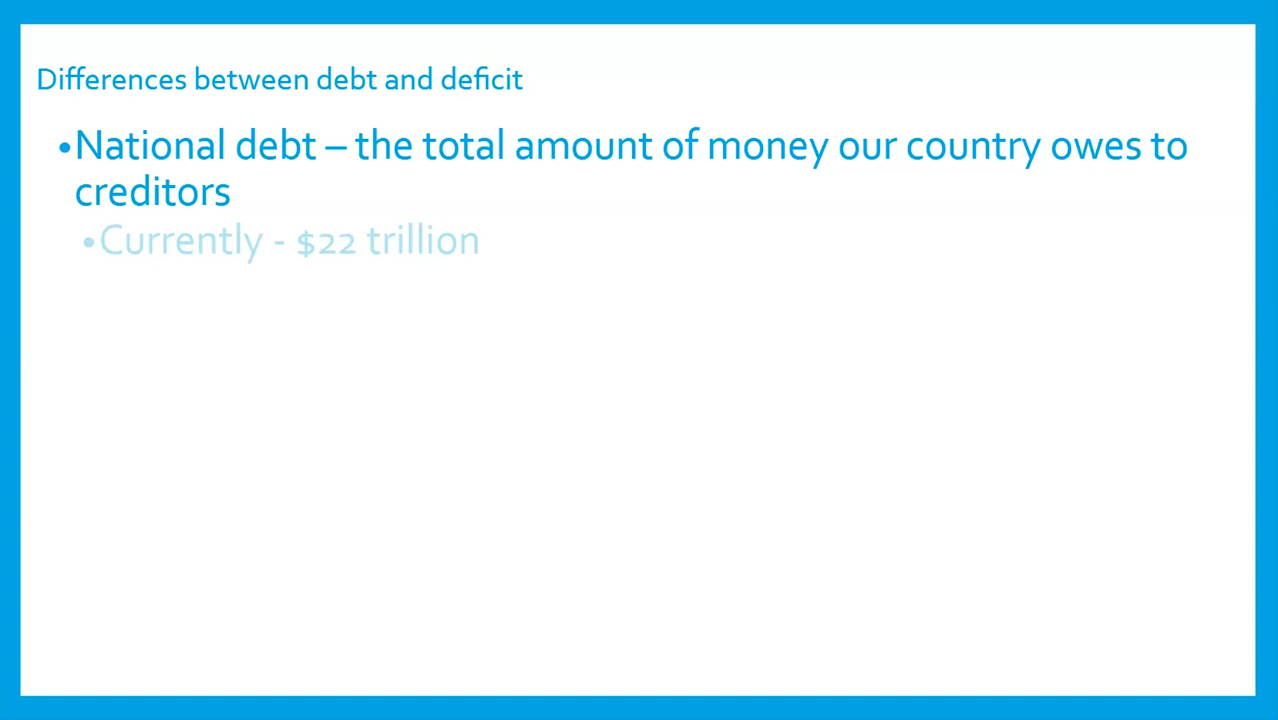 Differences between debt and deficit
•National debt – the total amount of money our country owes to
creditors
•Currently - $22 trillion